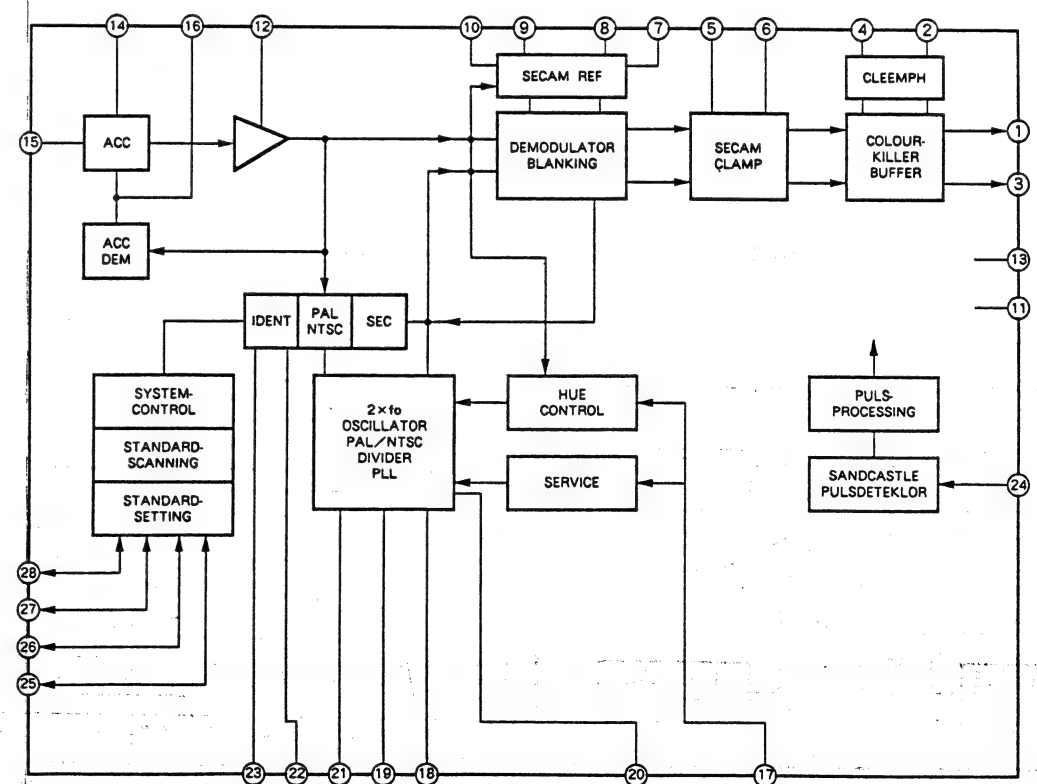 14
16
12
10
9
8
7
5
6
4
2
SECAM REF
CLEEMPH
15
ACC
DEMODULATOR
BLANKING
SECAM
CLAMP
COLOUR-
KILLER
BUFFER
1
3
ACC
DEM
13
11
IDENT
PAL
NTSC
SEC
SYSTEM-
CONTROL
STANDARD-
SCANNING
STANDARD-
SETTING
2×fo
OSCILLATOR
PAL/NTSC
DIVIDER
PLL
HUE
CONTROL
SERVICE
PULS-
PROCESSING
SANDCASTLE
PULSDETEKLOR
24
28
27
26
25
23
22
21
19
18
20
17